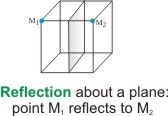 M₁ M₂
Reflection about a plane:
point M₁ reflects to M₂